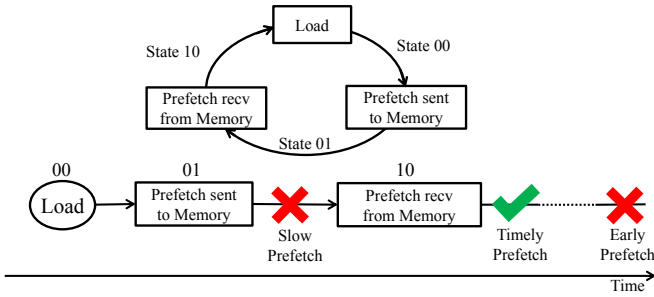 Load
State 10
State 00
Prefetch recv
from Memory
Prefetch sent
to Memory
State 01
00
01
10
Load
Prefetch sent
to Memory
Prefetch recv
from Memory
Slow
Prefetch
Timely
Prefetch
Early
Prefetch
Time